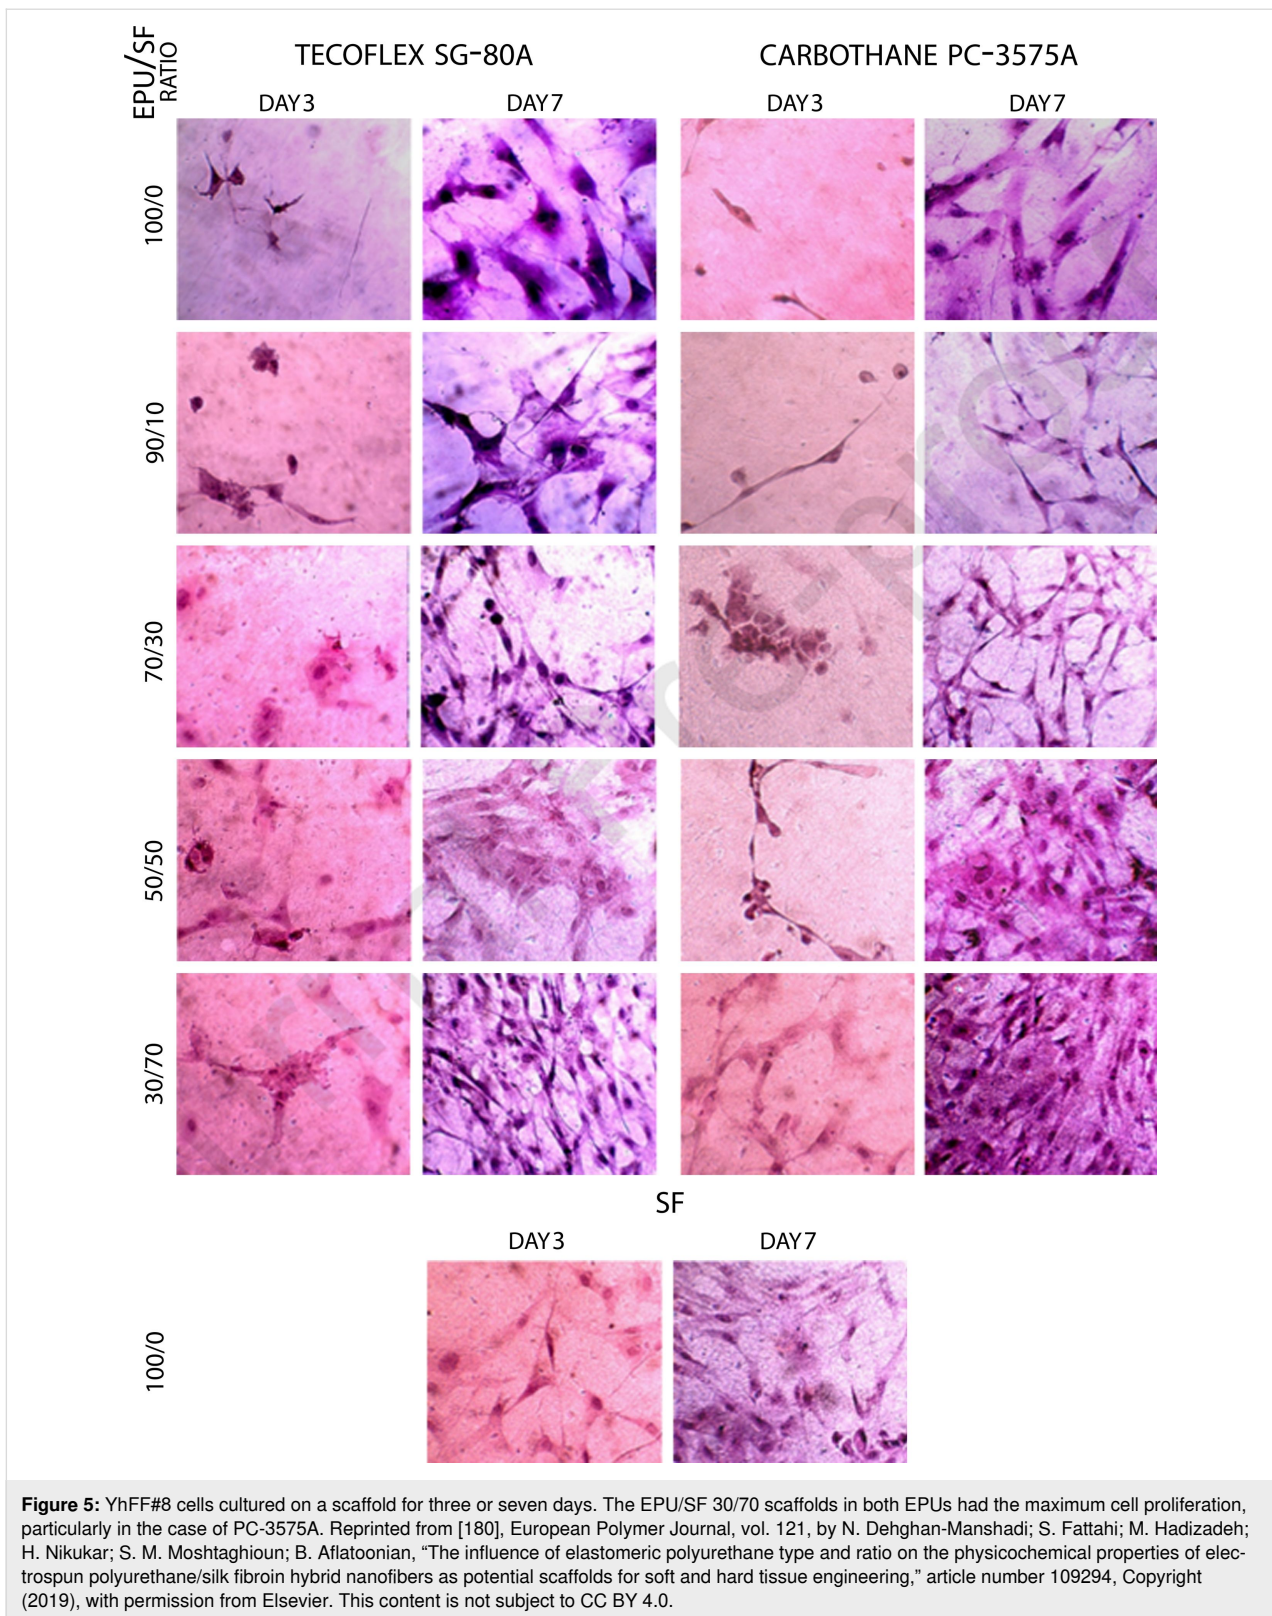 EPU/SF
RATIO
TECOFLEX SG-80A
CARBOTHANE PC-3575A
DAY3
DAY7
DAY3
DAY7
100/0
90/10
70/30
50/50
30/70
SF
DAY3
DAY7
100/0
Figure 5: YhFF#8 cells cultured on a scaffold for three or seven days. The EPU/SF 30/70 scaffolds in both EPUs had the maximum cell proliferation,
particularly in the case of PC-3575A. Reprinted from [180], European Polymer Journal, vol. 121, by N. Dehghan-Manshadi; S. Fattahi; M. Hadizadeh;
H. Nikukar; S. M. Moshtaghioun; B. Aflatoonian, “The influence of elastomeric polyurethane type and ratio on the physicochemical properties of elec-
trospun polyurethane/silk fibroin hybrid nanofibers as potential scaffolds for soft and hard tissue engineering,” article number 109294, Copyright
(2019), with permission from Elsevier. This content is not subject to CC BY 4.0.